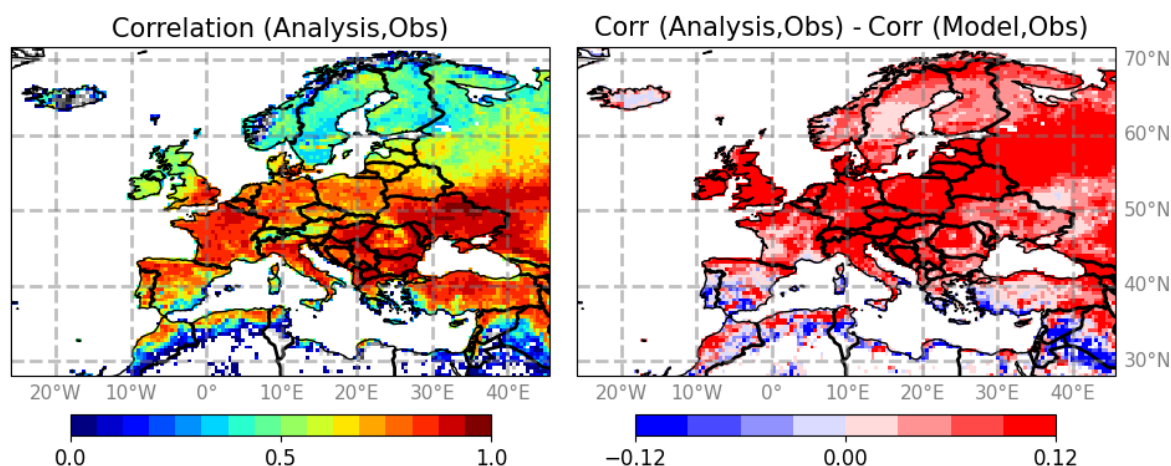 Correlation (Analysis,Obs)
Corr (Analysis,Obs) - Corr (Model,Obs)
70°N
60°N
50°N
40°N
30°N
20°W 10°W 0° 10°E 20°E 30°E 40°E
20°W 10°W 0° 10°E 20°E 30°E 40°E
0.0 0.5 1.0
−0.12 0.00 0.12